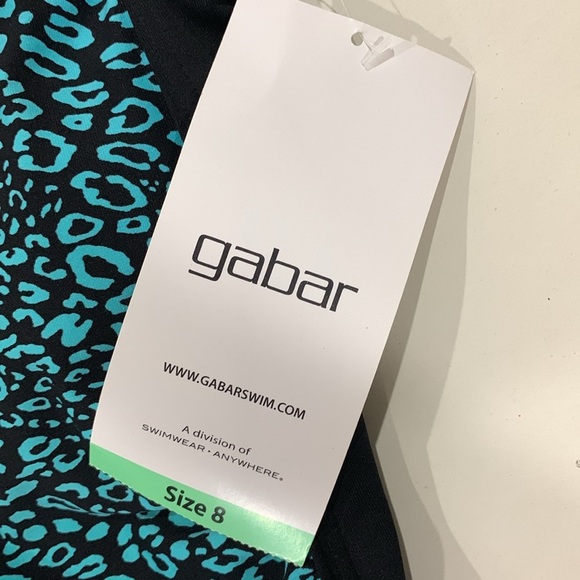 gabar
WWW.GABARSWIM.COM
A division of
SWIMWEAR·ANYWHERE®
Size 8